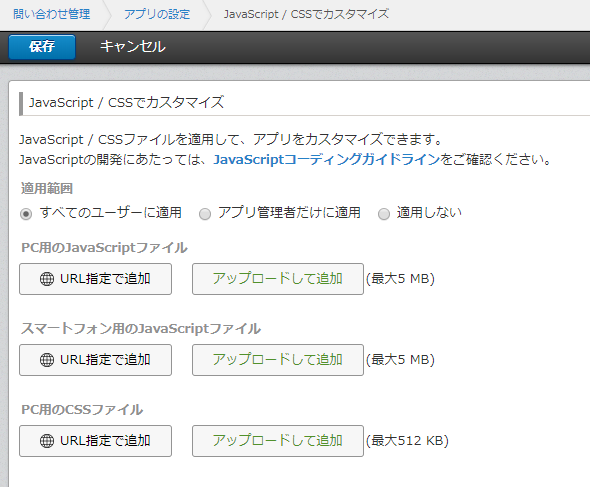 問い合わせ管理 アプリの設定 JavaScript / CSSでカスタマイズ
保存 キャンセル
JavaScript / CSSでカスタマイズ
JavaScript / CSSファイルを適用して、アプリをカスタマイズできます。
JavaScriptの開発にあたっては、JavaScriptコーディングガイドラインをご確認ください。
適用範囲
すべてのユーザーに適用 アプリ管理者だけに適用 適用しない
PC用のJavaScriptファイル
URL指定で追加 アップロードして追加 (最大5 MB)
スマートフォン用のJavaScriptファイル
URL指定で追加 アップロードして追加 (最大5 MB)
PC用のCSSファイル
URL指定で追加 アップロードして追加 (最大512 KB)